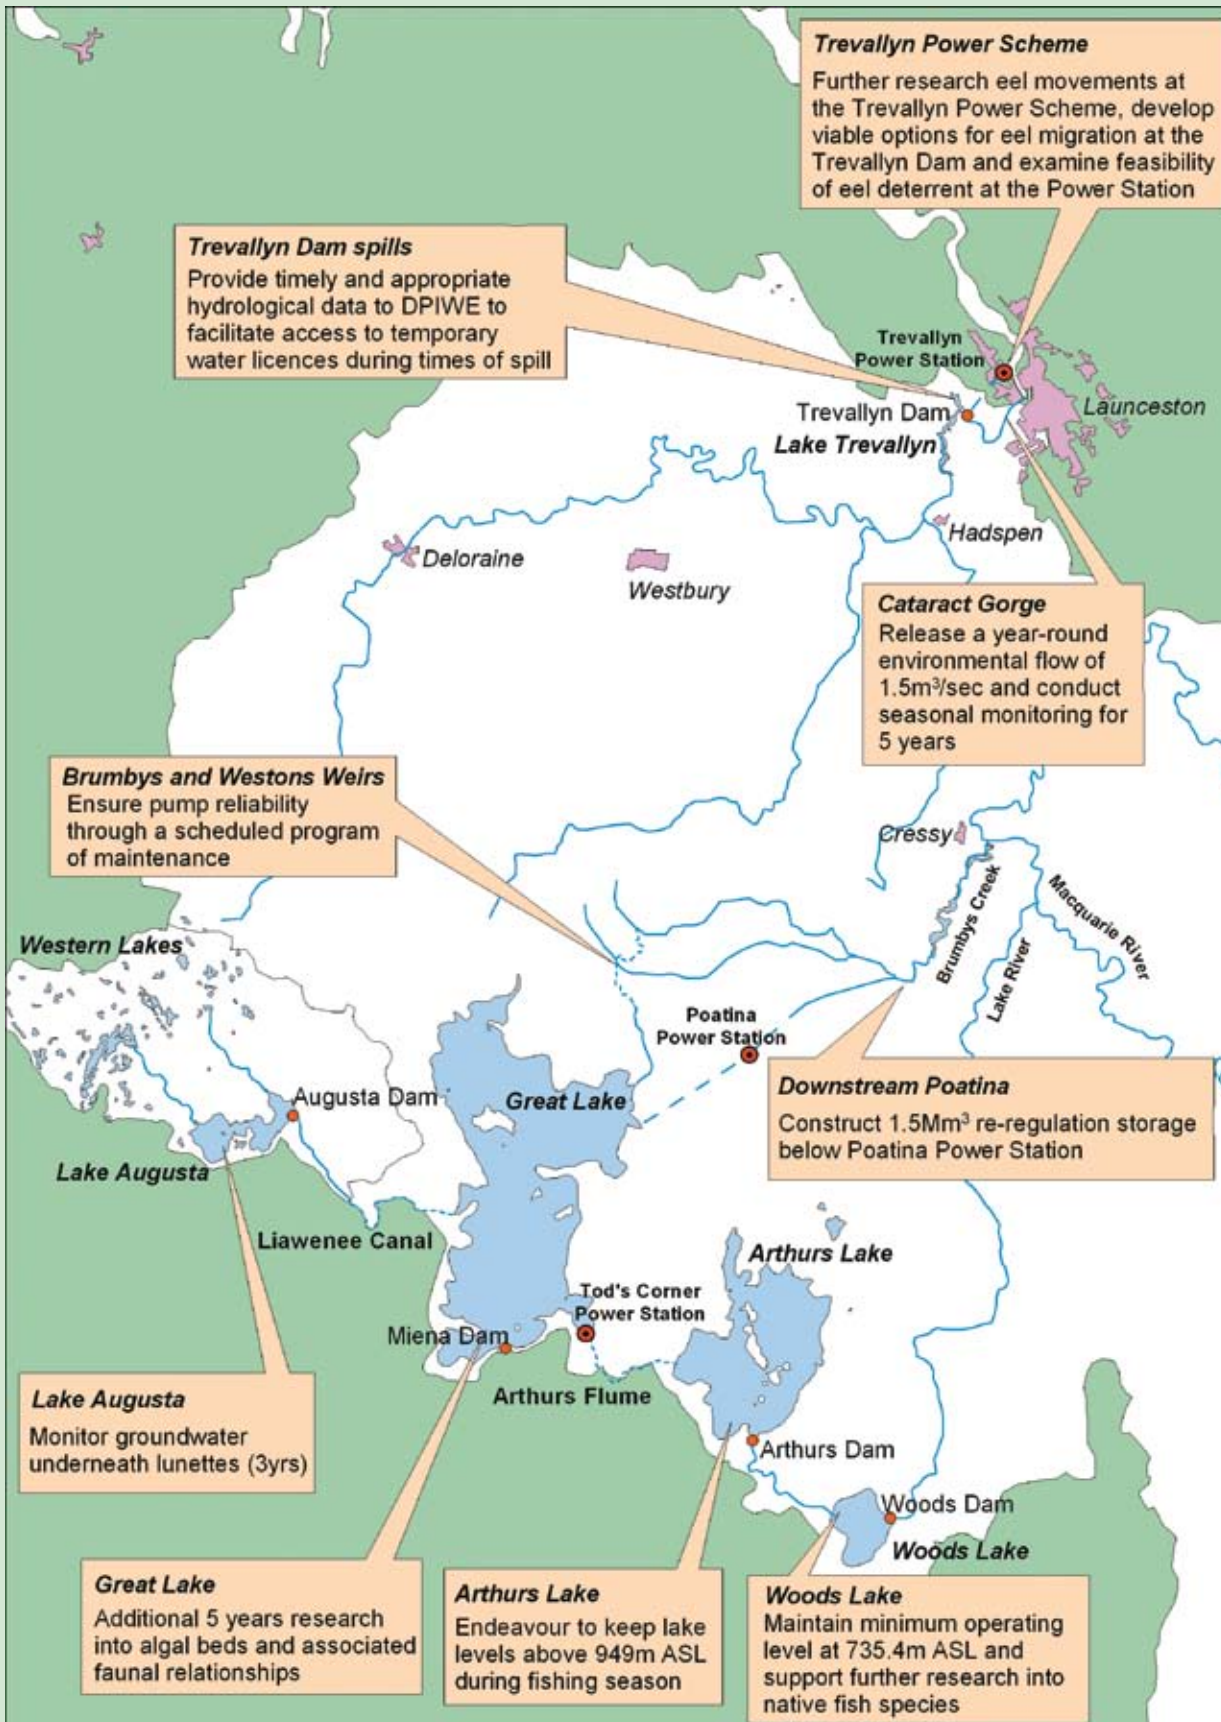 Trevallyn Power Scheme
Further research eel movements at
the Trevallyn Power Scheme, develop
viable options for eel migration at the
Trevallyn Dam and examine feasibility
of eel deterrent at the Power Station
Trevallyn Dam spills
Provide timely and appropriate
hydrological data to DPIWE to
facilitate access to temporary
water licences during times of spill
Trevallyn
Power Station
Trevallyn Dam
Launceston
Lake Trevallyn
Hadspen
Deloraine
Westbury
Cataract Gorge
Release a year-round
environmental flow of
1.5m³/sec and conduct
seasonal monitoring for
5 years
Brumbys and Westons Weirs
Ensure pump reliability
through a scheduled program
of maintenance
Cressy
Brumbys Creek
Macquarie River
Lake River
Western Lakes
Poatina
Power Station
Augusta Dam
Great Lake
Downstream Poatina
Construct 1.5Mm³ re-regulation storage
below Poatina Power Station
Lake Augusta
Liawenee Canal
Arthurs Lake
Tod's Corner
Power Station
Miena Dam
Arthurs Flume
Lake Augusta
Monitor groundwater
underneath lunettes (3yrs)
Arthurs Dam
Woods Dam
Woods Lake
Great Lake
Additional 5 years research
into algal beds and associated
faunal relationships
Arthurs Lake
Endeavour to keep lake
levels above 949m ASL
during fishing season
Woods Lake
Maintain minimum operating
level at 735.4m ASL and
support further research into
native fish species